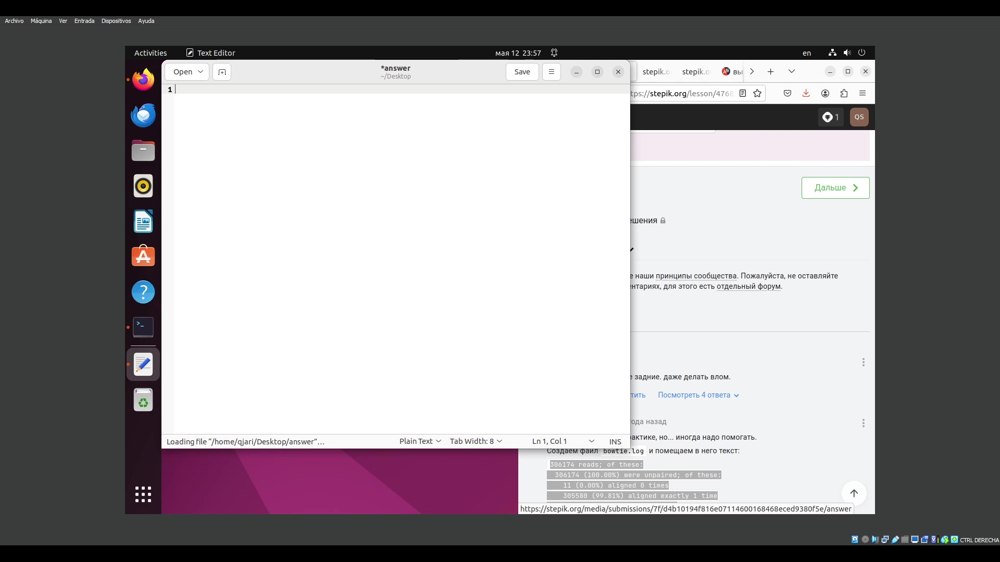 Archivo Máquina Ver Entrada Dispositivos Ayuda
Activities Text Editor мая 12 23:57 en
Open *answer Save
~/Desktop
stepik.o stepik.o вы
1
tps://stepik.org/lesson/4768
1 QS
Дальше
ешения
е наши принципы сообщества. Пожалуйста, не оставляйте
ентариях, для этого есть отдельный форум.
е задние. даже делать влом.
тить Посмотреть 4 ответа
года назад
рактике, но... иногда надо помогать.
Loading file “/home/qjari/Desktop/answer”… Plain Text Tab Width: 8 Ln 1, Col 1 INS
Создаем файл bowtie.log и помещаем в него текст:
306174 reads; of these:
306174 (100.00%) were unpaired; of these:
11 (0.00%) aligned 0 times
305580 (99.81%) aligned exactly 1 time
https://stepik.org/media/submissions/7f/d4b10194f816e07114600168468eced9380f5e/answer
CTRL DERECHA